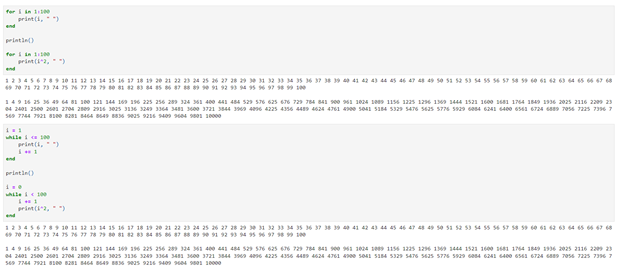 for i in 1:100
    print(i, " ")
end
println()
for i in 1:100
    print(i^2, " ")
end
1 2 3 4 5 6 7 8 9 10 11 12 13 14 15 16 17 18 19 20 21 22 23 24 25 26 27 28 29 30 31 32 33 34 35 36 37 38 39 40 41 42 43 44 45 46 47 48 49 50 51 52 53 54 55 56 57 58 59 60 61 62 63 64 65 66 67 68
69 70 71 72 73 74 75 76 77 78 79 80 81 82 83 84 85 86 87 88 89 90 91 92 93 94 95 96 97 98 99 100
1 4 9 16 25 36 49 64 81 100 121 144 169 196 225 256 289 324 361 400 441 484 529 576 625 676 729 784 841 900 961 1024 1089 1156 1225 1296 1369 1444 1521 1600 1681 1764 1849 1936 2025 2116 2209 23
04 2401 2500 2601 2704 2809 2916 3025 3136 3249 3364 3481 3600 3721 3844 3969 4096 4225 4356 4489 4624 4761 4900 5041 5184 5329 5476 5625 5776 5929 6084 6241 6400 6561 6724 6889 7056 7225 7396 7
569 7744 7921 8100 8281 8464 8649 8836 9025 9216 9409 9604 9801 10000
i = 1
while i <= 100
    print(i, " ")
    i += 1
end
println()
i = 0
while i < 100
    i += 1
    print(i^2, " ")
end
1 2 3 4 5 6 7 8 9 10 11 12 13 14 15 16 17 18 19 20 21 22 23 24 25 26 27 28 29 30 31 32 33 34 35 36 37 38 39 40 41 42 43 44 45 46 47 48 49 50 51 52 53 54 55 56 57 58 59 60 61 62 63 64 65 66 67 68
69 70 71 72 73 74 75 76 77 78 79 80 81 82 83 84 85 86 87 88 89 90 91 92 93 94 95 96 97 98 99 100
1 4 9 16 25 36 49 64 81 100 121 144 169 196 225 256 289 324 361 400 441 484 529 576 625 676 729 784 841 900 961 1024 1089 1156 1225 1296 1369 1444 1521 1600 1681 1764 1849 1936 2025 2116 2209 23
04 2401 2500 2601 2704 2809 2916 3025 3136 3249 3364 3481 3600 3721 3844 3969 4096 4225 4356 4489 4624 4761 4900 5041 5184 5329 5476 5625 5776 5929 6084 6241 6400 6561 6724 6889 7056 7225 7396 7
569 7744 7921 8100 8281 8464 8649 8836 9025 9216 9409 9604 9801 10000